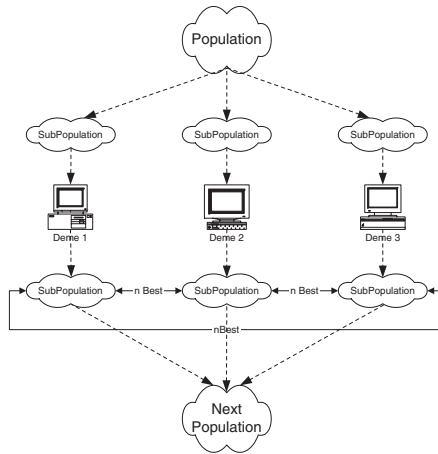 Population
SubPopulation
SubPopulation
SubPopulation
Deme 1
Deme 2
Deme 3
SubPopulation
n Best
SubPopulation
n Best
SubPopulation
nBest
Next
Population